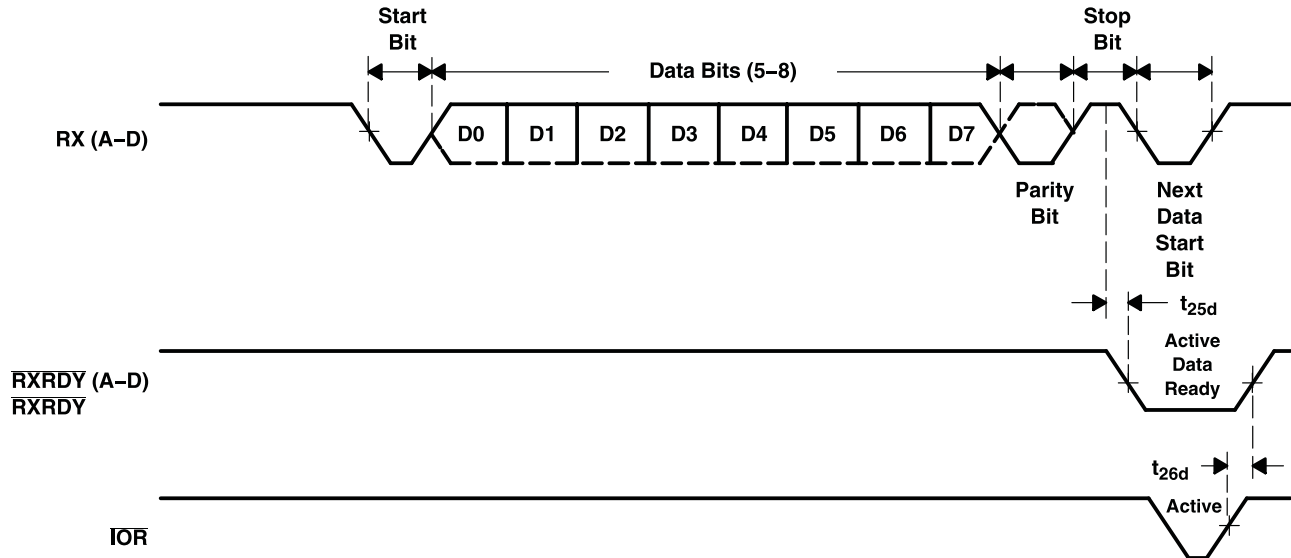 Start
Bit
Stop
Bit
Data Bits (5–8)
RX (A–D)
D0 D1 D2 D3 D4 D5 D6 D7
Parity
Bit
Next
Data
Start
Bit
t25d
RXRDY (A–D)
RXRDY
Active
Data
Ready
t26d
IOR
Active